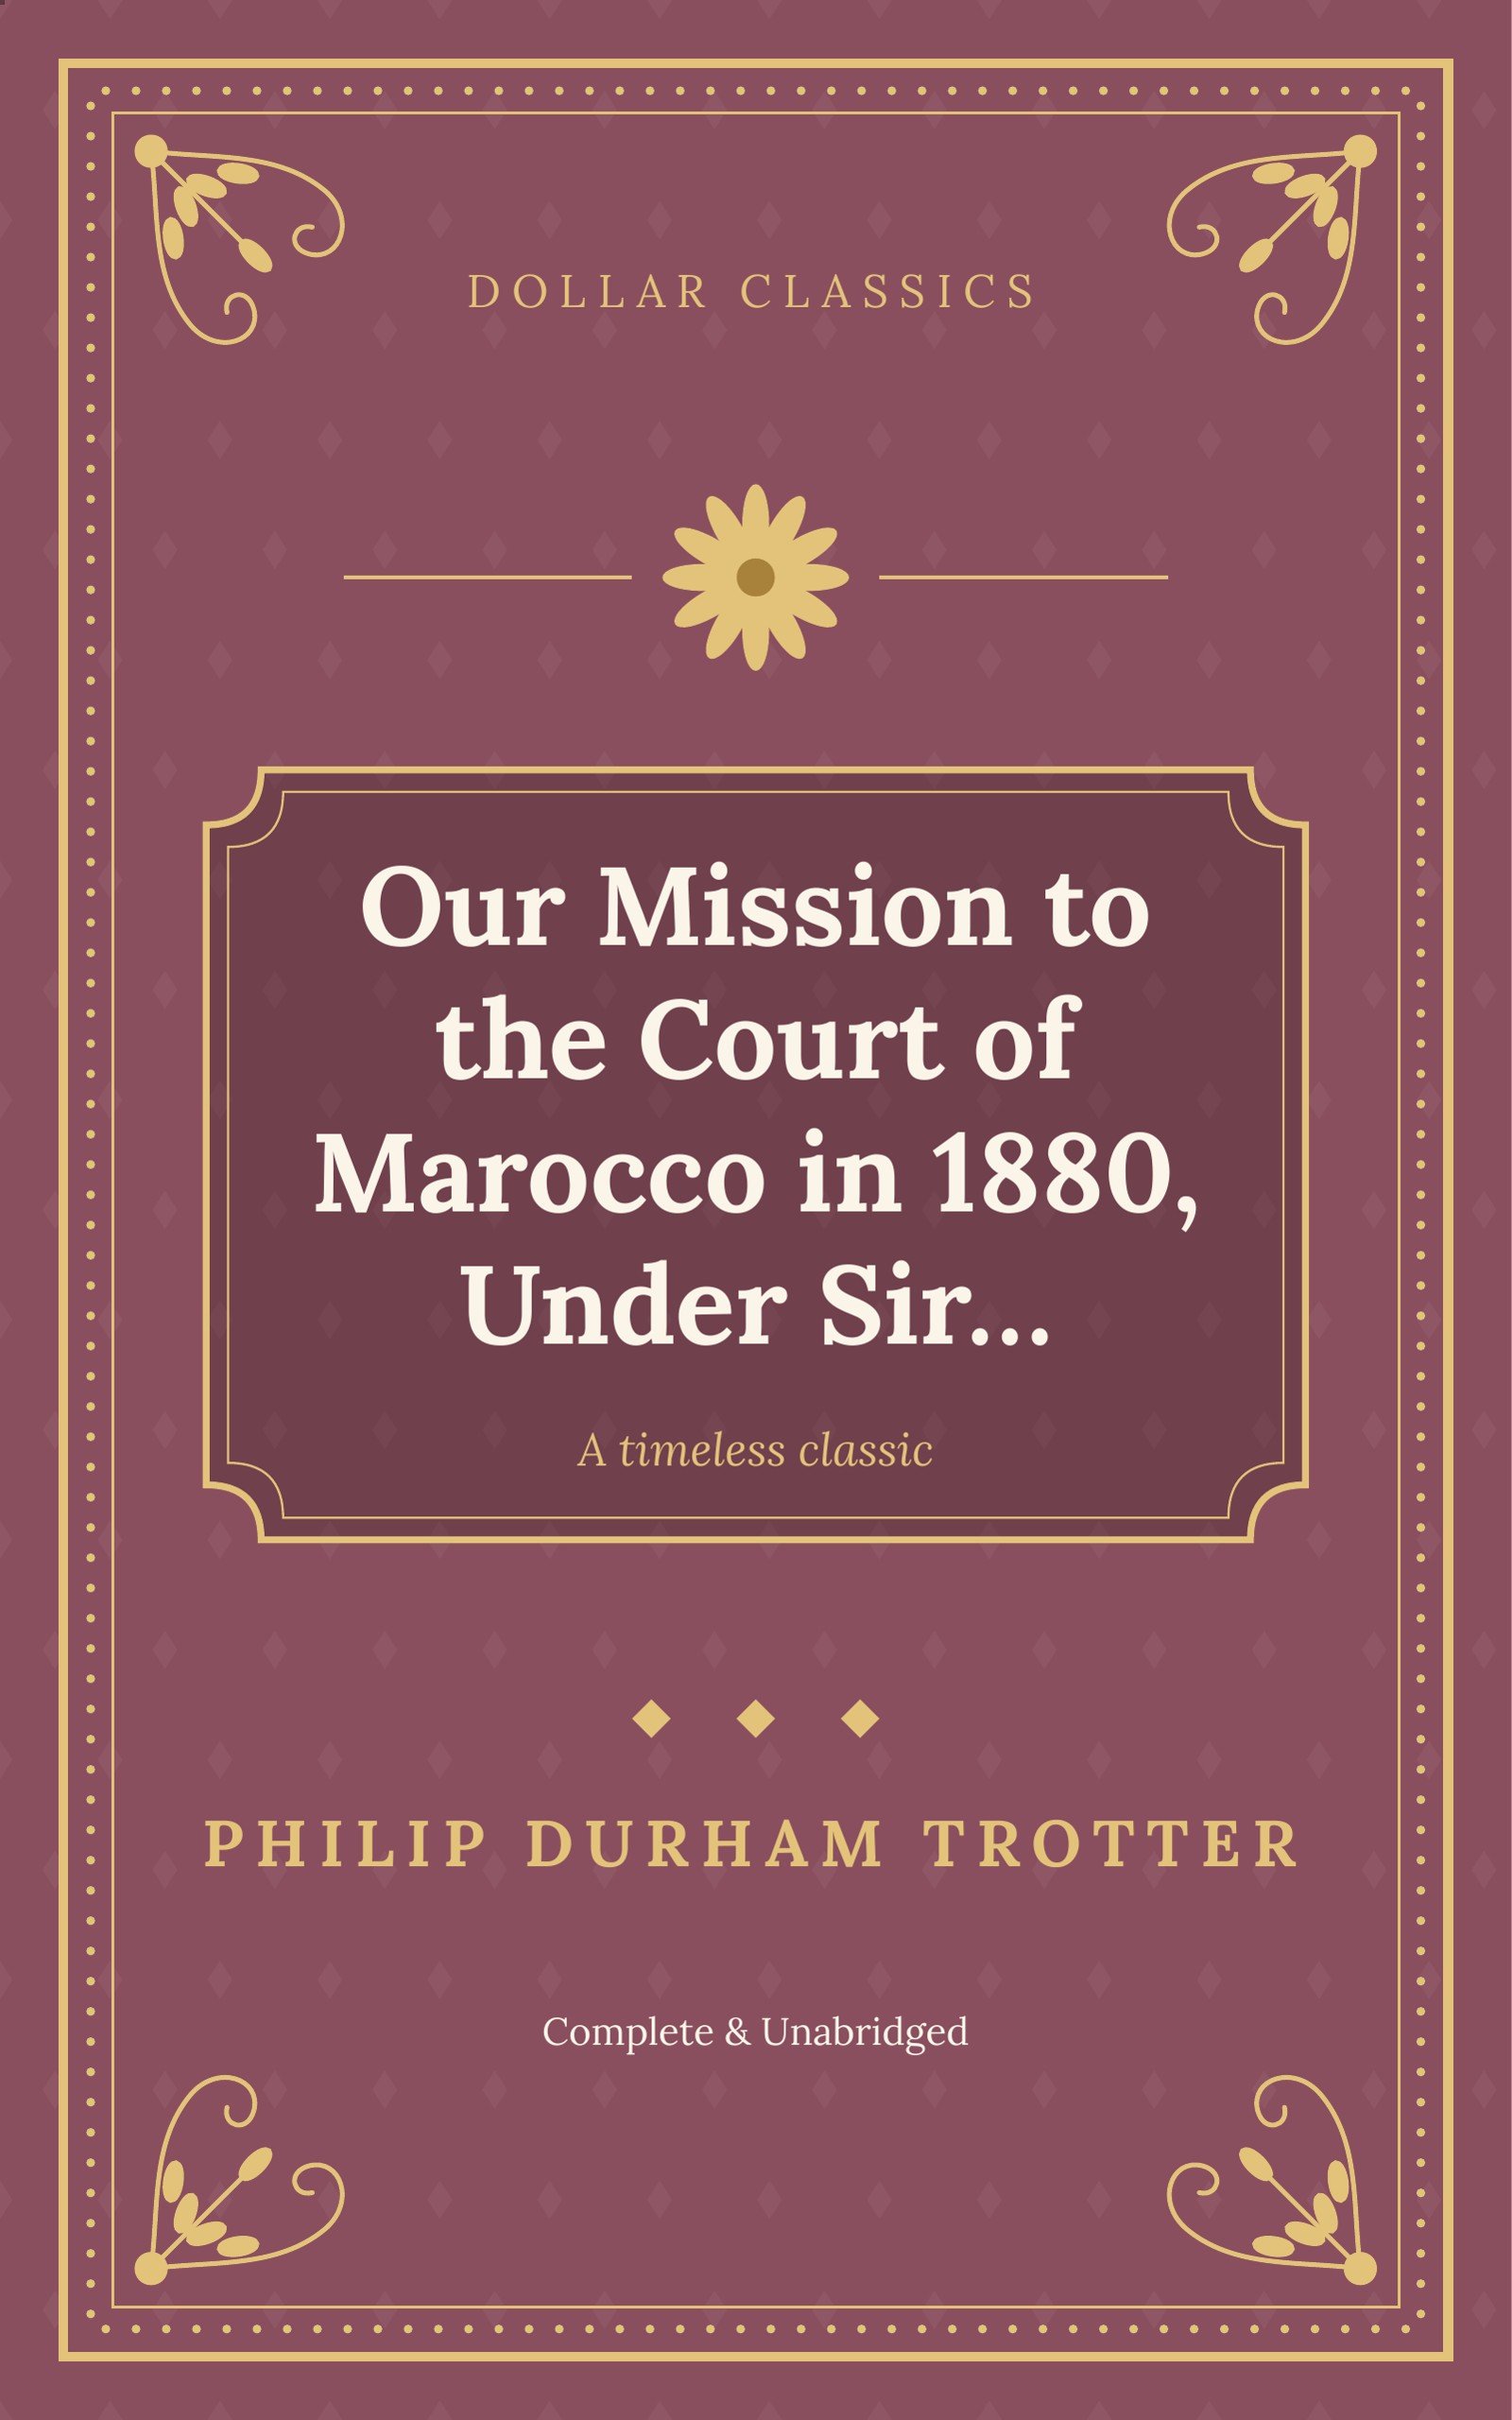 DOLLAR CLASSICS
Our Mission to
the Court of
Marocco in 1880,
Under Sir...
A timeless classic
PHILIP DURHAM TROTTER
Complete & Unabridged